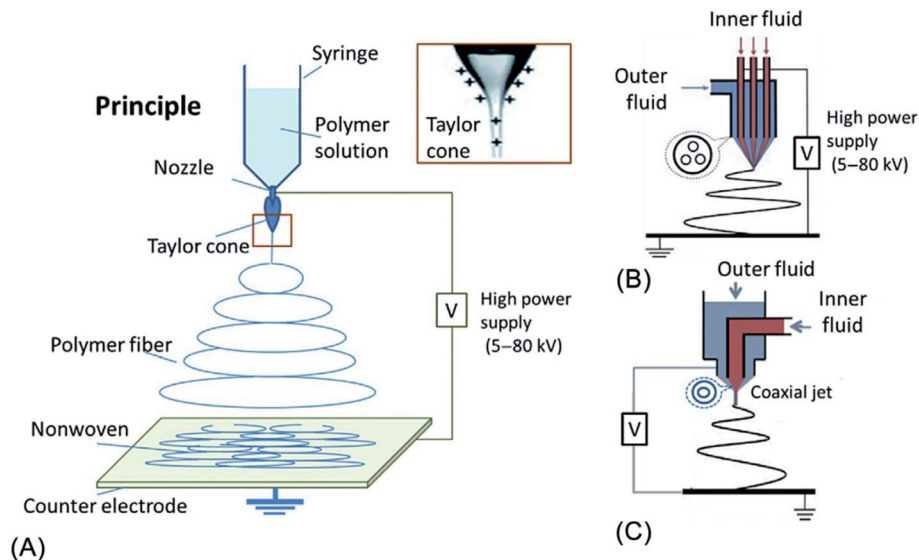 Principle
Syringe
Polymer
solution
Nozzle
Taylor cone
Taylor
cone
V
High power
supply
(5–80 kV)
Polymer fiber
Nonwoven
Counter electrode
(A)
Inner fluid
Outer
fluid
High power
supply
(5–80 kV)
V
(B)
Outer fluid
Inner
fluid
Coaxial jet
V
(C)